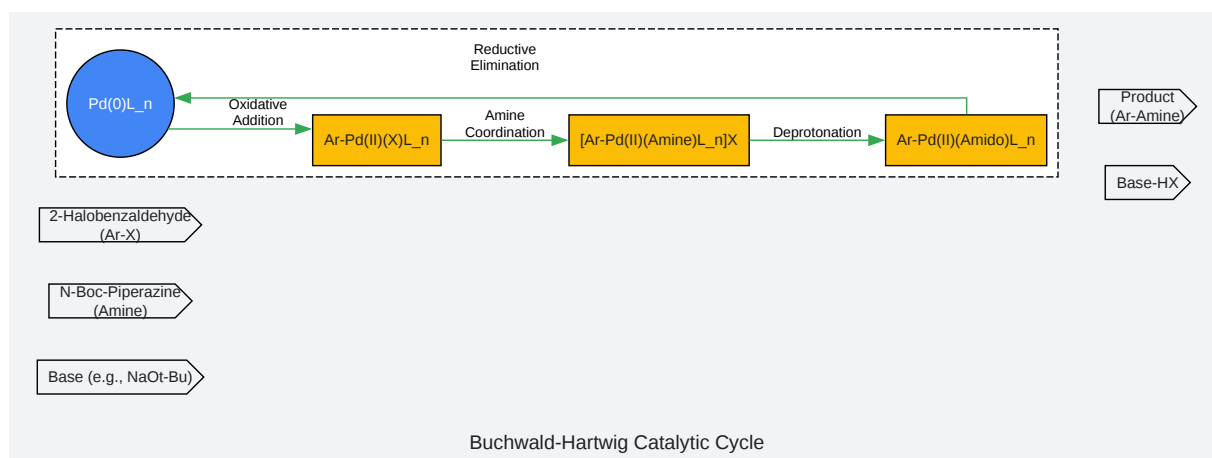 Reductive
Elimination
Pd(0)L_n
Oxidative
Addition
Ar-Pd(II)(X)L_n
Amine
Coordination
[Ar-Pd(II)(Amine)L_n]X
Deprotonation
Ar-Pd(II)(Amido)L_n
Product
(Ar-Amine)
Base-HX
2-Halobenzaldehyde
(Ar-X)
N-Boc-Piperazine
(Amine)
Base (e.g., NaOt-Bu)
Buchwald-Hartwig Catalytic Cycle